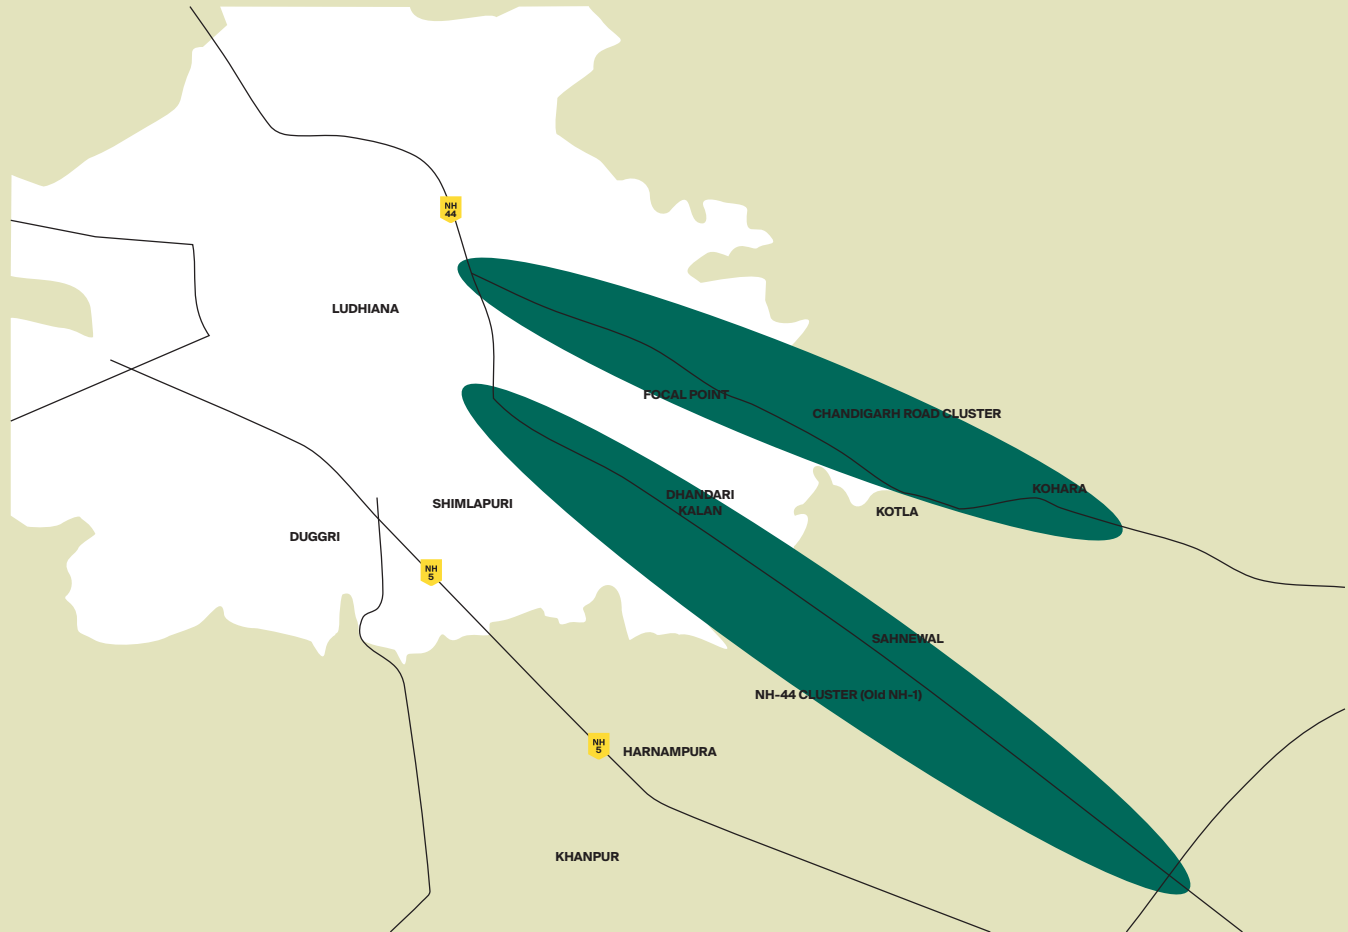 NH
44
LUDHIANA
FOCAL POINT
CHANDIGARH ROAD CLUSTER
KOHARA
DHANDARI
KALAN
SHIMLAPURI
KOTLA
DUGGRI
NH
5
SAHNEWAL
NH-44 CLUSTER (Old NH-1)
NH
5
HARNAMPURA
KHANPUR